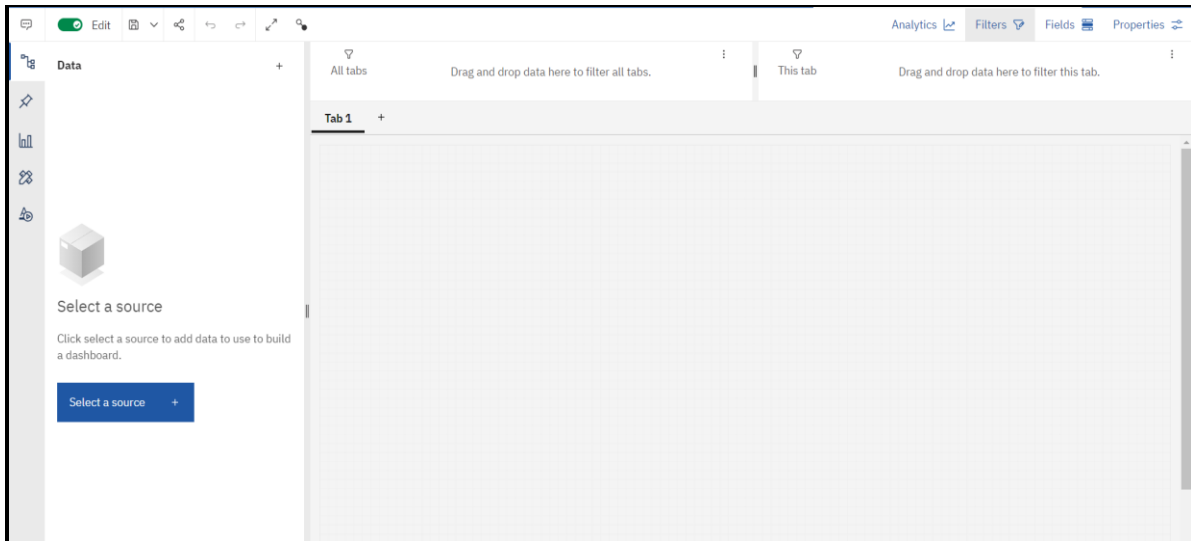 Edit
Analytics
Filters
Fields
Properties
Data
All tabs
Drag and drop data here to filter all tabs.
This tab
Drag and drop data here to filter this tab.
Tab 1
Select a source
Click select a source to add data to use to build
a dashboard.
Select a source +